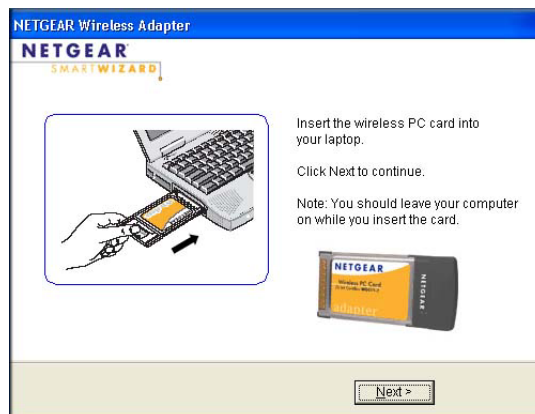 NETGEAR Wireless Adapter
NETGEAR
SMARTWIZARD
Insert the wireless PC card into
your laptop.
Click Next to continue.
Note: You should leave your computer
on while you insert the card.
NETGEAR
Wireless PC Card
adapter
NETGEAR
Next >